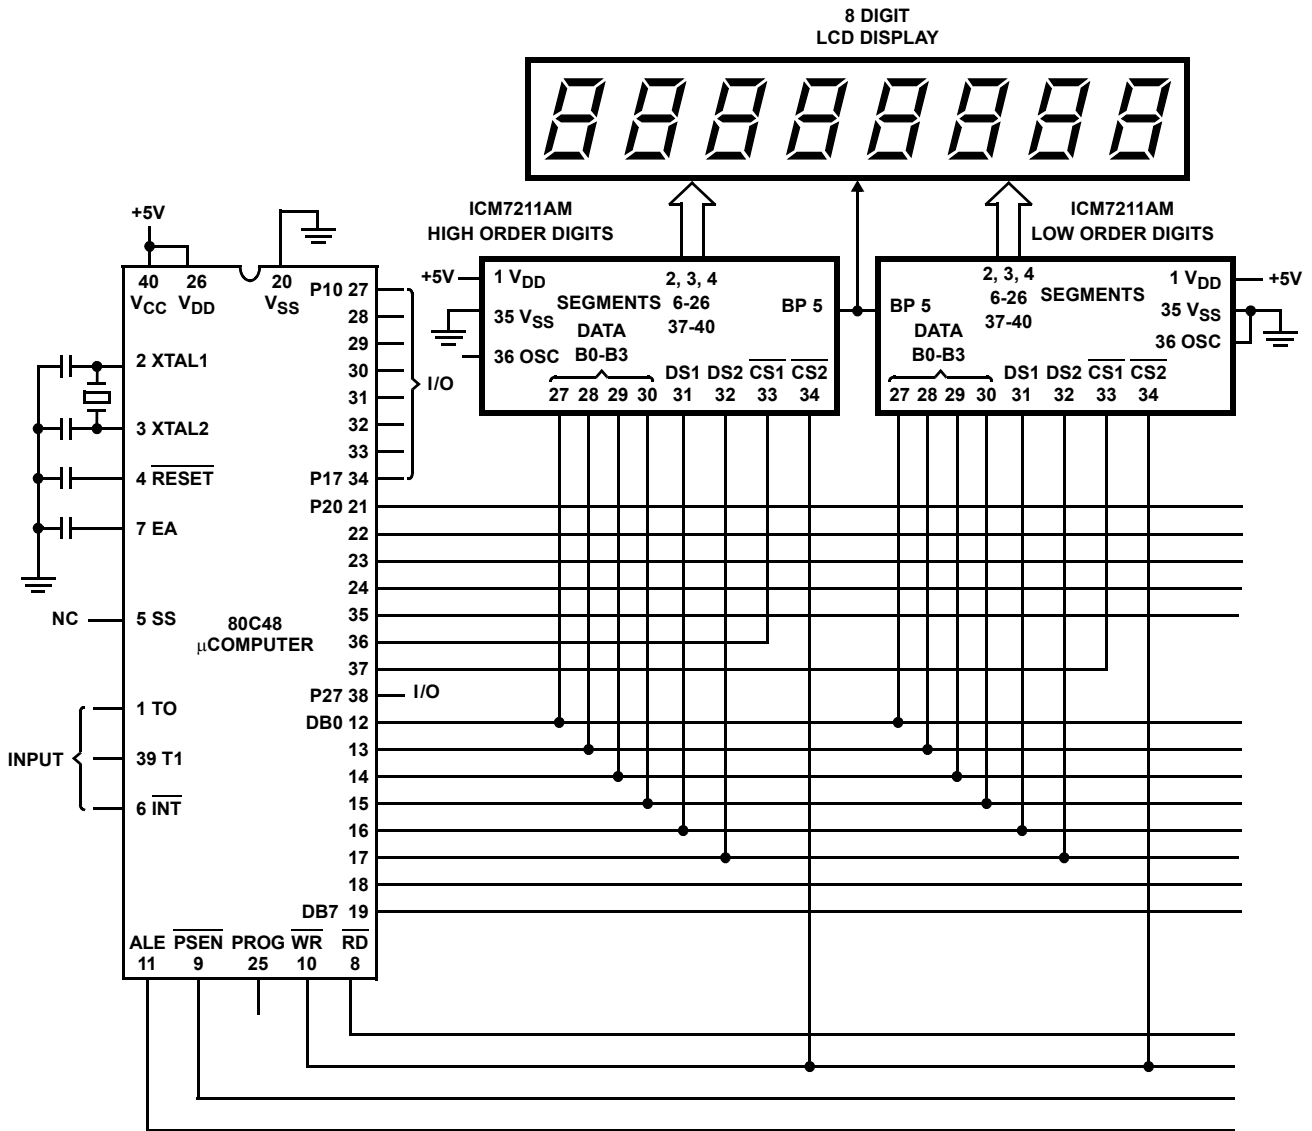 8 DIGIT
LCD DISPLAY
ICM7211AM
HIGH ORDER DIGITS
ICM7211AM
LOW ORDER DIGITS
+5V
40
VCC
26
VDD
20
VSS
2 XTAL1
3 XTAL2
4 RESET
7 EA
NC
5 SS
80C48
μCOMPUTER
INPUT
1 TO
39 T1
6 INT
P10 27
28
29
30
31
32
33
P17 34
I/O
P20 21
22
23
24
35
36
37
P27 38
I/O
DB0 12
13
14
15
16
17
18
DB7 19
ALE
11
PSEN
9
PROG
25
WR
10
RD
8
+5V
1 VDD
35 VSS
36 OSC
SEGMENTS
2, 3, 4
6-26
37-40
BP 5
DATA
B0-B3
DS1 DS2 CS1 CS2
27 28 29 30 31 32 33 34
BP 5
2, 3, 4
6-26
37-40
SEGMENTS
1 VDD
+5V
35 VSS
36 OSC
DATA
B0-B3
DS1 DS2 CS1 CS2
27 28 29 30 31 32 33 34